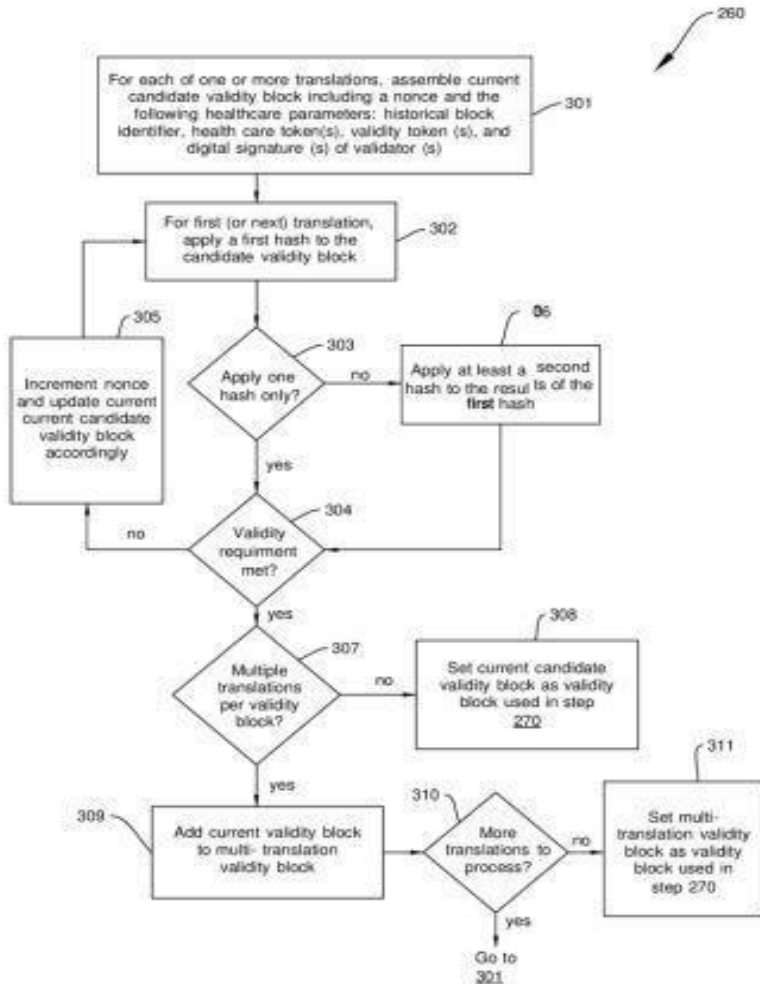 260
For each of one or more translations, assemble current
candidate validity block including a nonce and the
following healthcare parameters: historical block
identifier, health care token(s), validity token (s), and
digital signature (s) of validator (s)
301
For first (or next) translation,
apply a first hash to the
candidate validity block
302
305
Increment nonce
and update current
current candidate
validity block
accordingly
303
Apply one
hash only?
no
yes
Apply at least a second
hash to the resul ts of the
first hash
304
Validity
requirment
met?
no
yes
307
Multiple
translations
per validity
block?
no
yes
308
Set current candidate
validity block as validity
block used in step
270
309
Add current validity block
to multi- translation
validity block
310
More
translations to
process?
no
yes
Go to
301
311
Set multi-
translation validity
block as validity
block used in
step 270